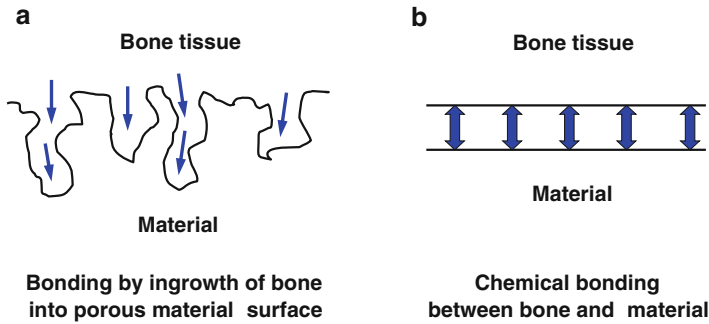 a
Bone tissue
Material
Bonding by ingrowth of bone
into porous material surface
b
Bone tissue
Material
Chemical bonding
between bone and material